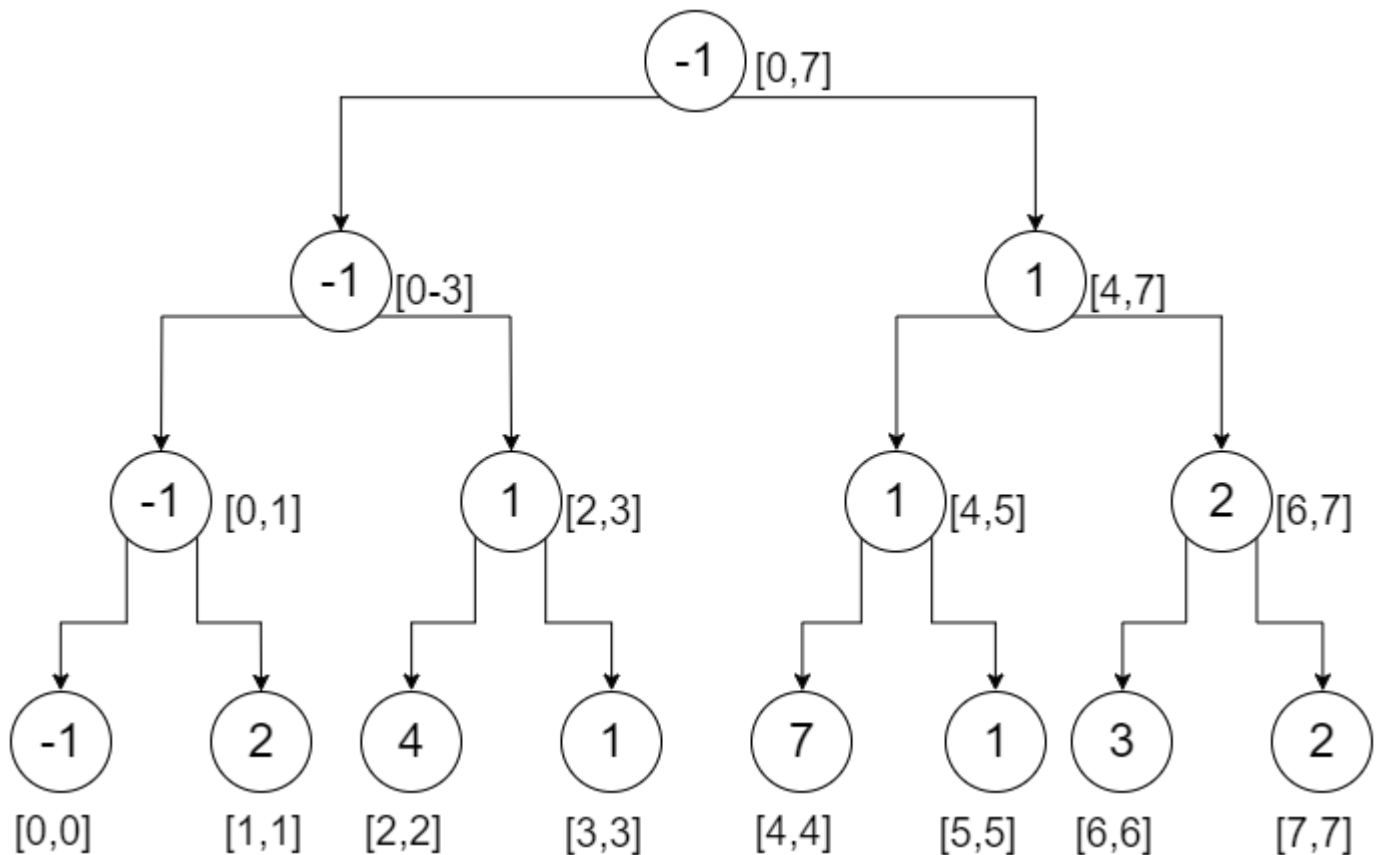 -1 [0,7]
-1 [0-3] 1 [4,7]
-1 [0,1] 1 [2,3] 1 [4,5] 2 [6,7]
-1 2 4 1 7 1 3 2
[0,0] [1,1] [2,2] [3,3] [4,4] [5,5] [6,6] [7,7]